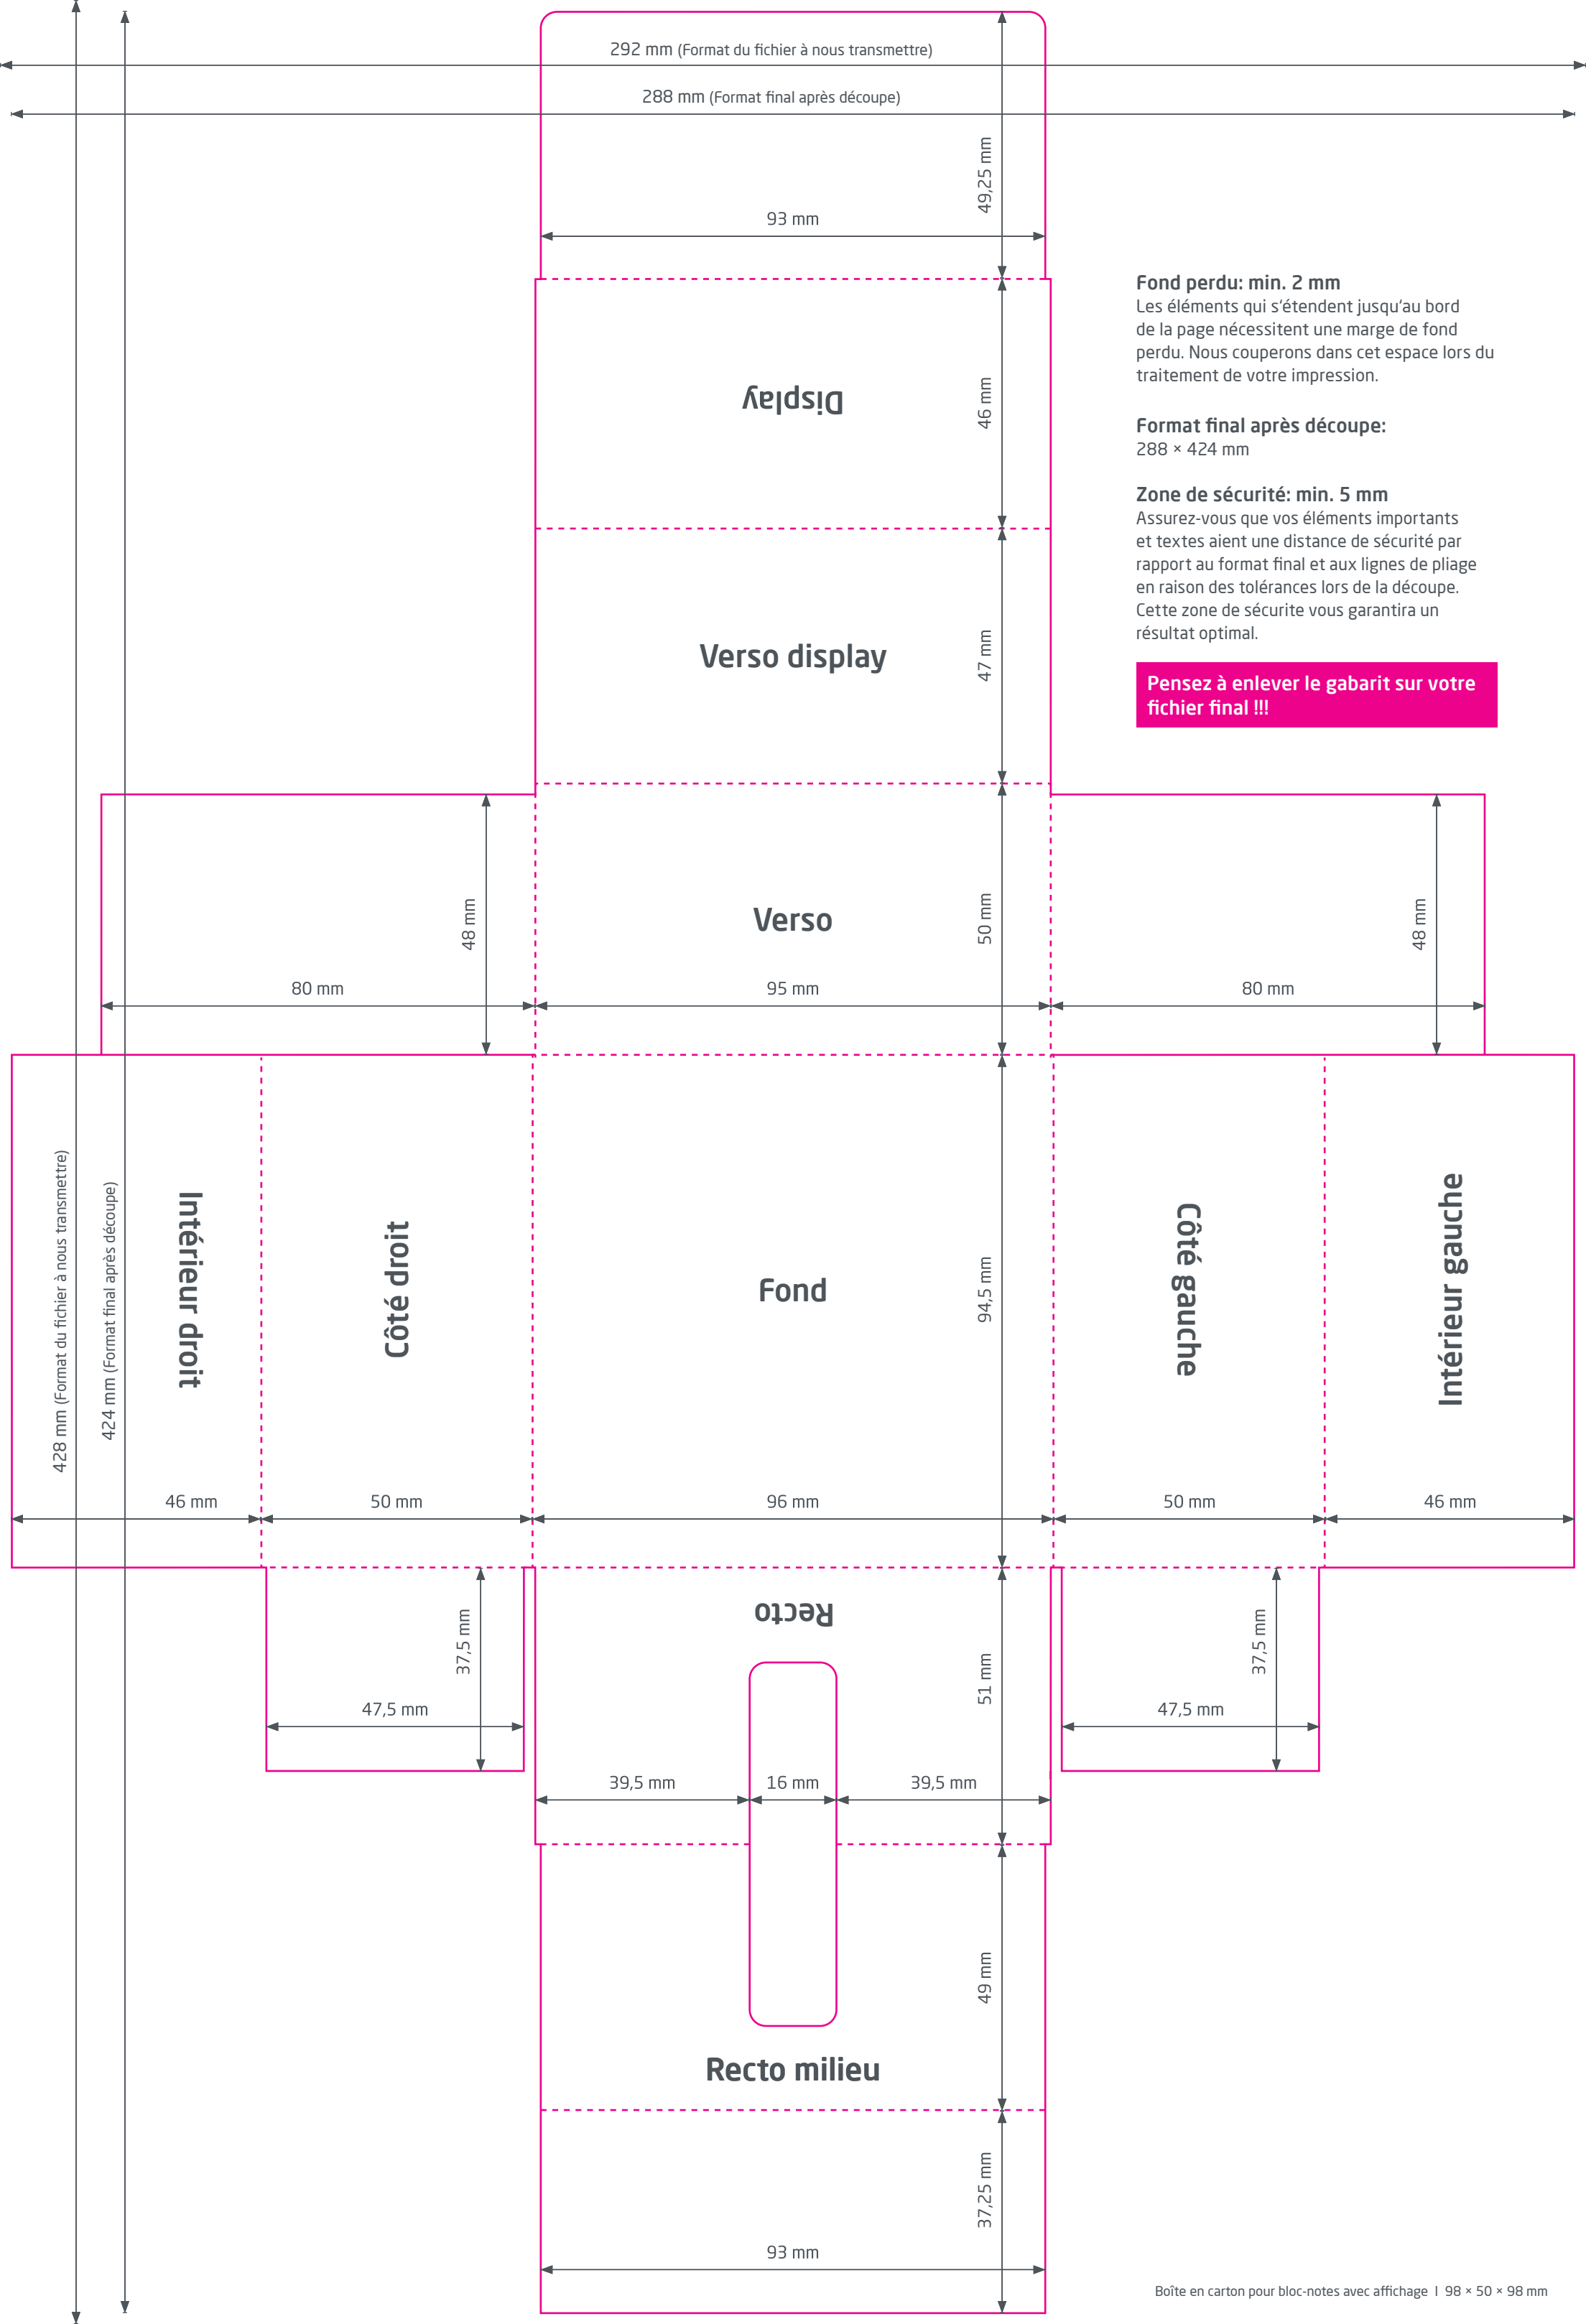 292 mm (Format du fichier à nous transmettre)
288 mm (Format final après découpe)
49,25 mm
93 mm
Fond perdu: min. 2 mm
Les éléments qui s‘étendent jusqu‘au bord
de la page nécessitent une marge de fond
perdu. Nous couperons dans cet espace lors du
traitement de votre impression.
Display
46 mm
Format final après découpe:
288 × 424 mm
Zone de sécurité: min. 5 mm
Assurez-vous que vos éléments importants
et textes aient une distance de sécurité par
rapport au format final et aux lignes de pliage
en raison des tolérances lors de la découpe.
Cette zone de sécurite vous garantira un
résultat optimal.
Verso display
47 mm
Pensez à enlever le gabarit sur votre
fichier final !!!
48 mm
Verso
50 mm
48 mm
80 mm
95 mm
80 mm
428 mm (Format du fichier à nous transmettre)
424 mm (Format final après découpe)
Intérieur droit
Côté droit
Fond
94,5 mm
Côté gauche
Intérieur gauche
46 mm
50 mm
96 mm
50 mm
46 mm
Recto
37,5 mm
51 mm
37,5 mm
47,5 mm
47,5 mm
39,5 mm
16 mm
39,5 mm
49 mm
Recto milieu
37,25 mm
93 mm
Boîte en carton pour bloc-notes avec affichage I 98 × 50 × 98 mm